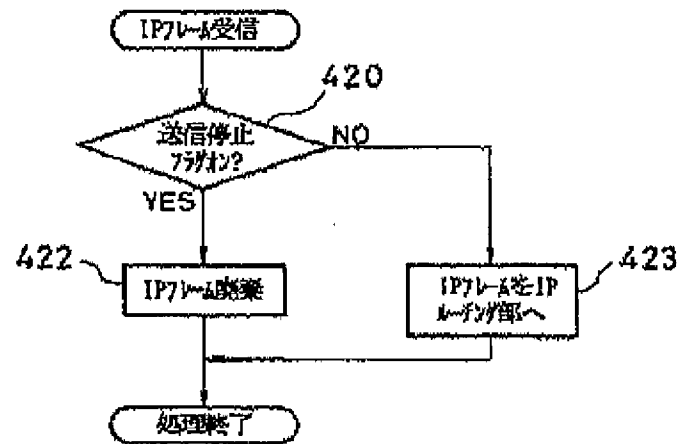 IPフレーム受信
420
送信停止
フラグオン?
NO
YES
422
IPフレーム廃棄
IPフレームをIP
ルーチング部へ
423
処理終了